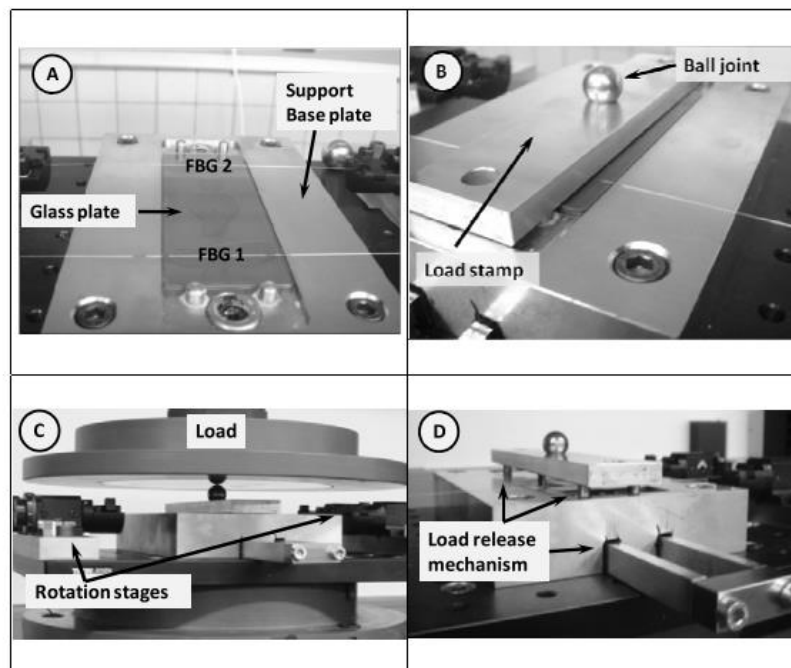 A
Support
Base plate
FBG 2
Glass plate
FBG 1
B
Ball joint
Load stamp
C
Load
Rotation stages
D
Load release
mechanism